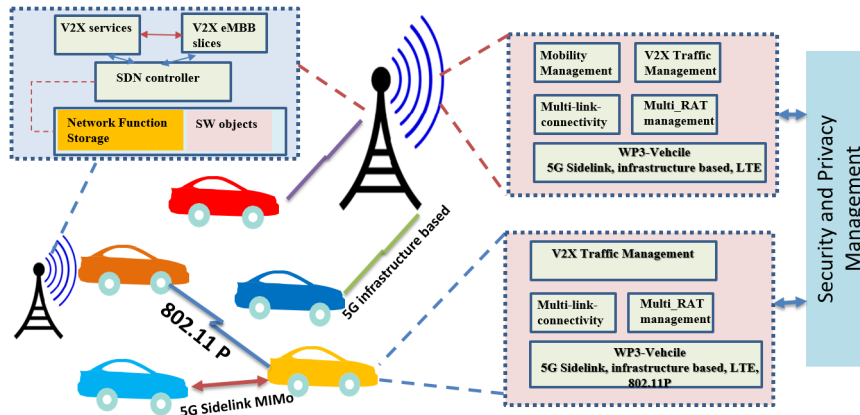 V2X services
V2X eMBB
slices
SDN controller
Network Function
Storage
SW objects
Mobility
Management
V2X Traffic
Management
Multi-link-
connectivity
Multi_RAT
management
WP3-Vehcile
5G Sidelink, infrastructure based, LTE
V2X Traffic Management
Multi-link-
connectivity
Multi_RAT
management
WP3-Vehcile
5G Sidelink, infrastructure based, LTE,
802.11P
Security and Privacy
Management
5G infrastructure based
802.11 P
5G Sidelink MIMo